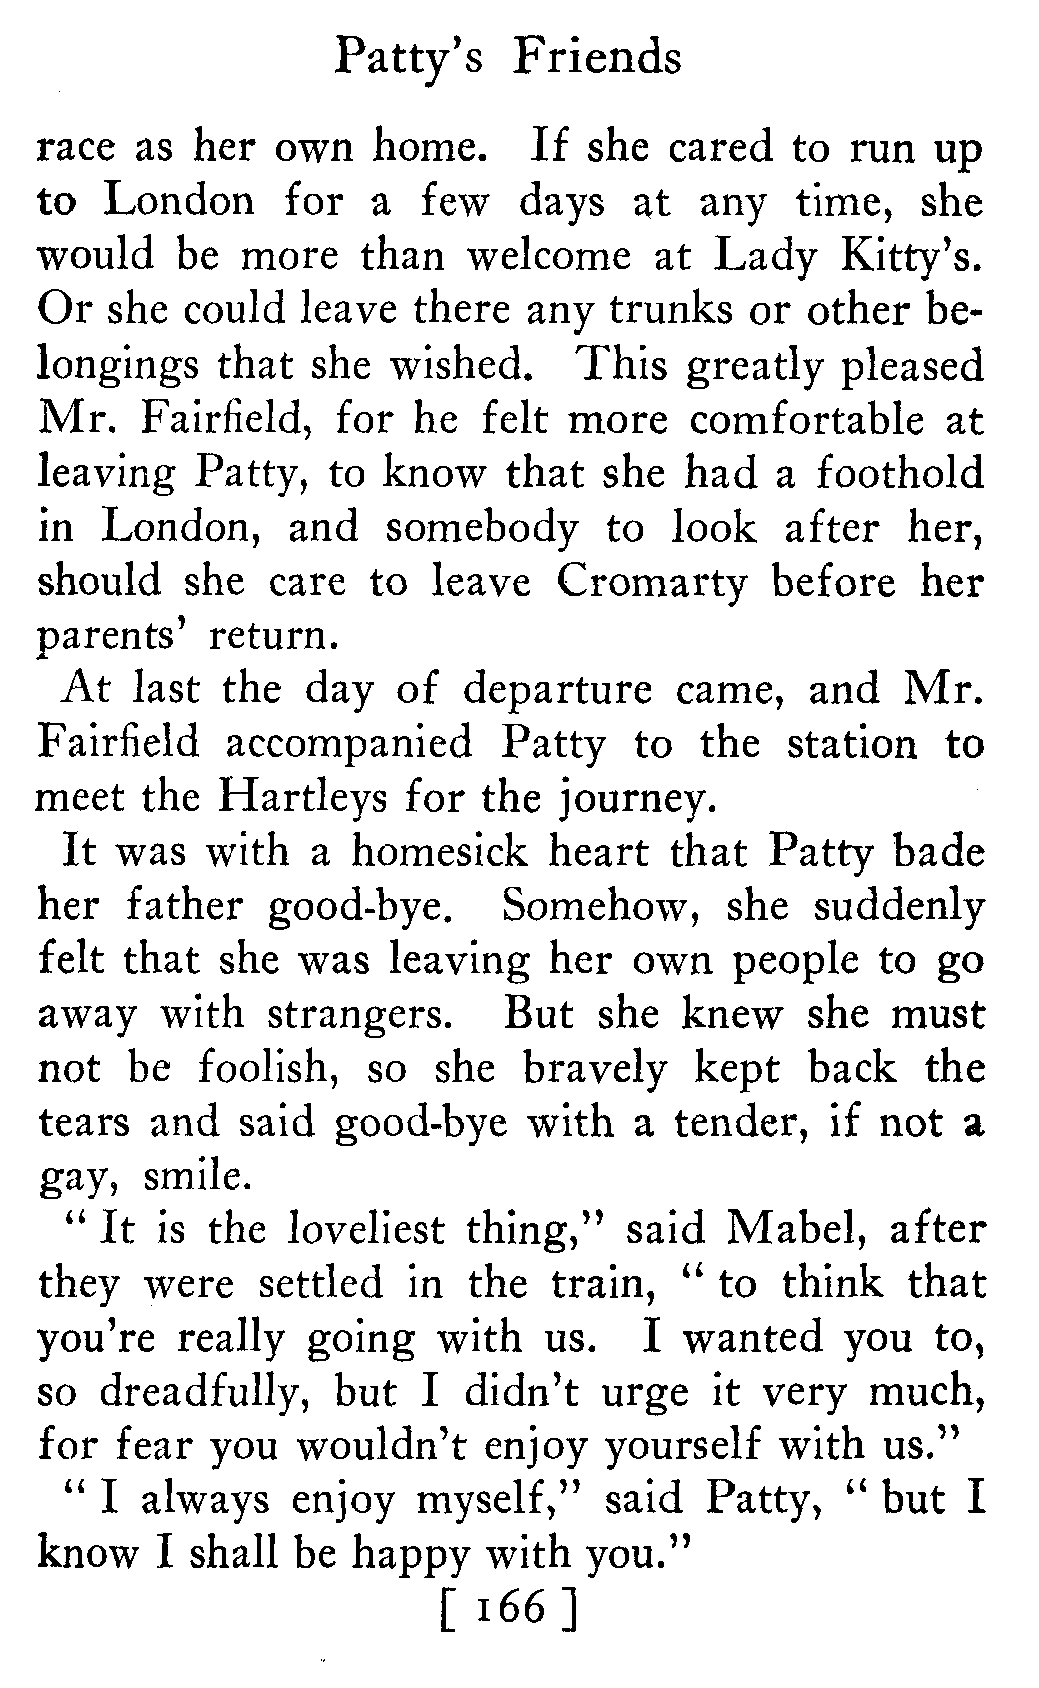 Patty's Friends
race as her own home. If she cared to run up
to London for a few days at any time, she
would be more than welcome at Lady Kitty's.
Or she could leave there any trunks or other be-
longings that she wished. This greatly pleased
Mr. Fairfield, for he felt more comfortable at
leaving Patty, to know that she had a foothold
in London, and somebody to look after her,
should she care to leave Cromarty before her
parents' return.
At last the day of departure came, and Mr.
Fairfield accompanied Patty to the station to
meet the Hartleys for the journey.
It was with a homesick heart that Patty bade
her father good-bye. Somehow, she suddenly
felt that she was leaving her own people to go
away with strangers. But she knew she must
not be foolish, so she bravely kept back the
tears and said good-bye with a tender, if not a
gay, smile.
" It is the loveliest thing," said Mabel, after
they were settled in the train, " to think that
you're really going with us. I wanted you to,
so dreadfully, but I didn't urge it very much,
for fear you wouldn't enjoy yourself with us."
" I always enjoy myself," said Patty, " but I
know I shall be happy with you."
[ 166 ]